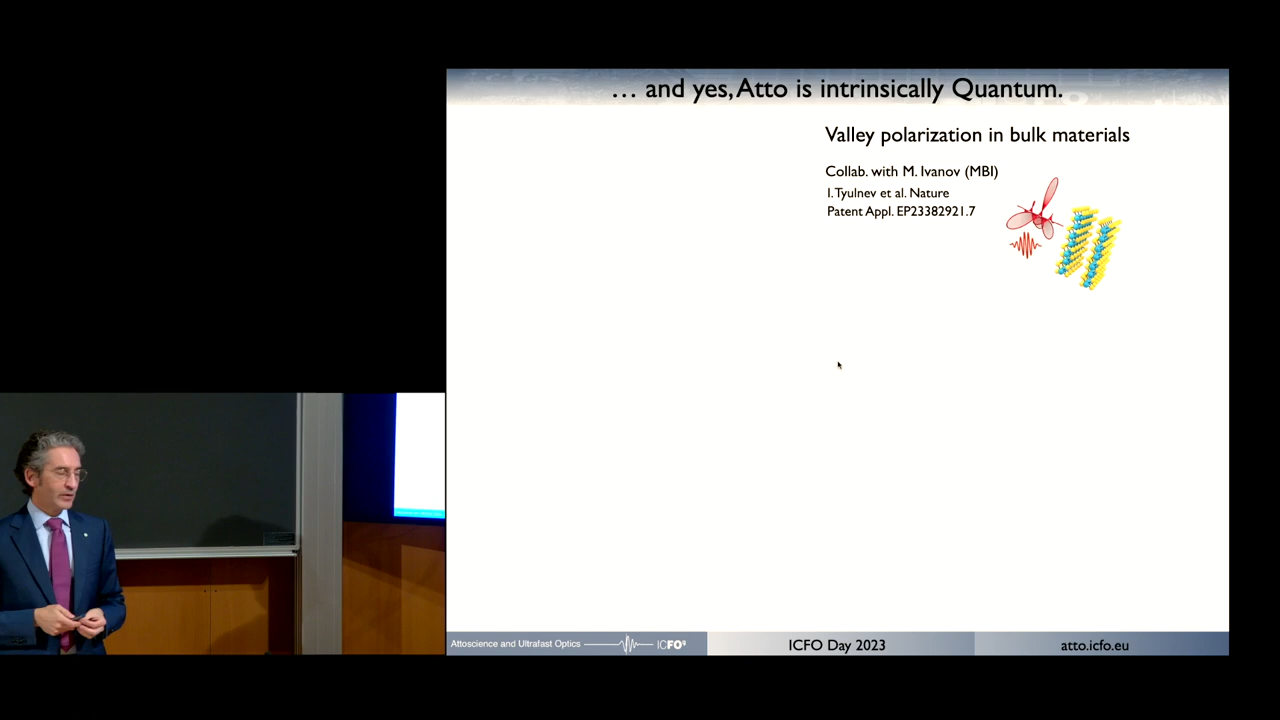 … and yes, Atto is intrinsically Quantum.
Valley polarization in bulk materials
Collab. with M. Ivanov (MBI)
I. Tyulnev et al. Nature
Patent Appl. EP23382921.7
Attoscience and Ultrafast Optics ICFO
ICFO Day 2023
atto.icfo.eu